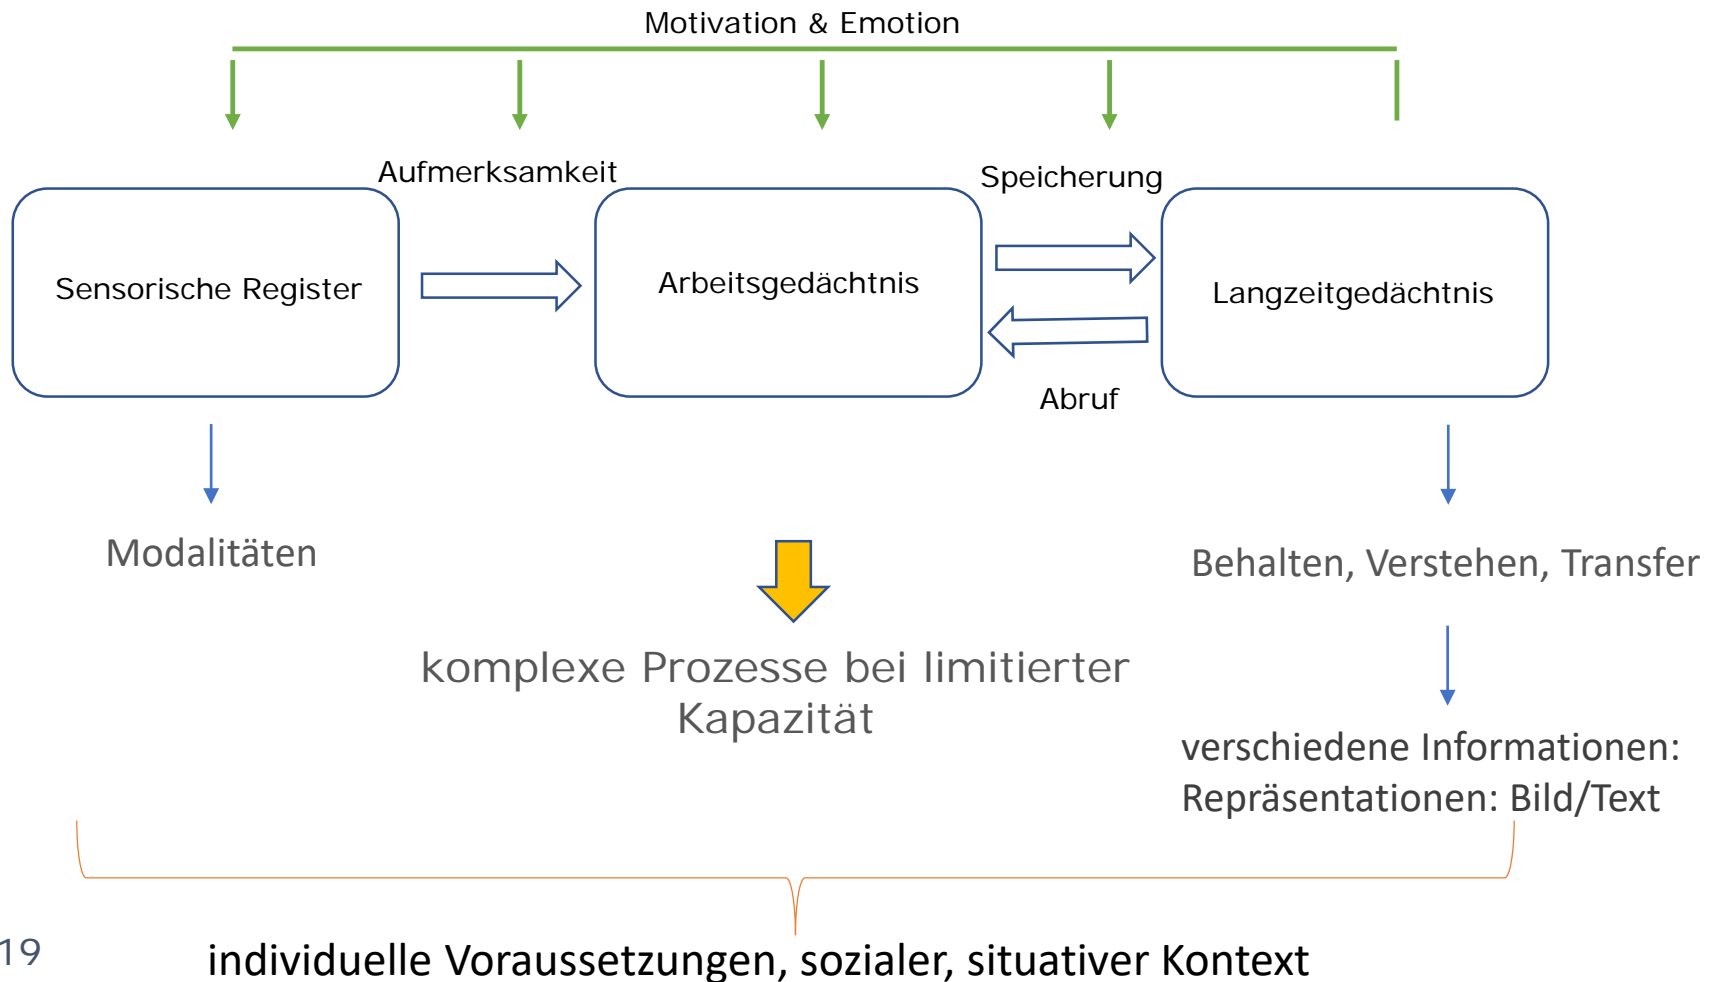 Motivation & Emotion
Aufmerksamkeit
Speicherung
Sensorische Register
Arbeitsgedächtnis
Langzeitgedächtnis
Abruf
Modalitäten
Behalten, Verstehen, Transfer
komplexe Prozesse bei limitierter
Kapazität
verschiedene Informationen:
Repräsentationen: Bild/Text
19
individuelle Voraussetzungen, sozialer, situativer Kontext